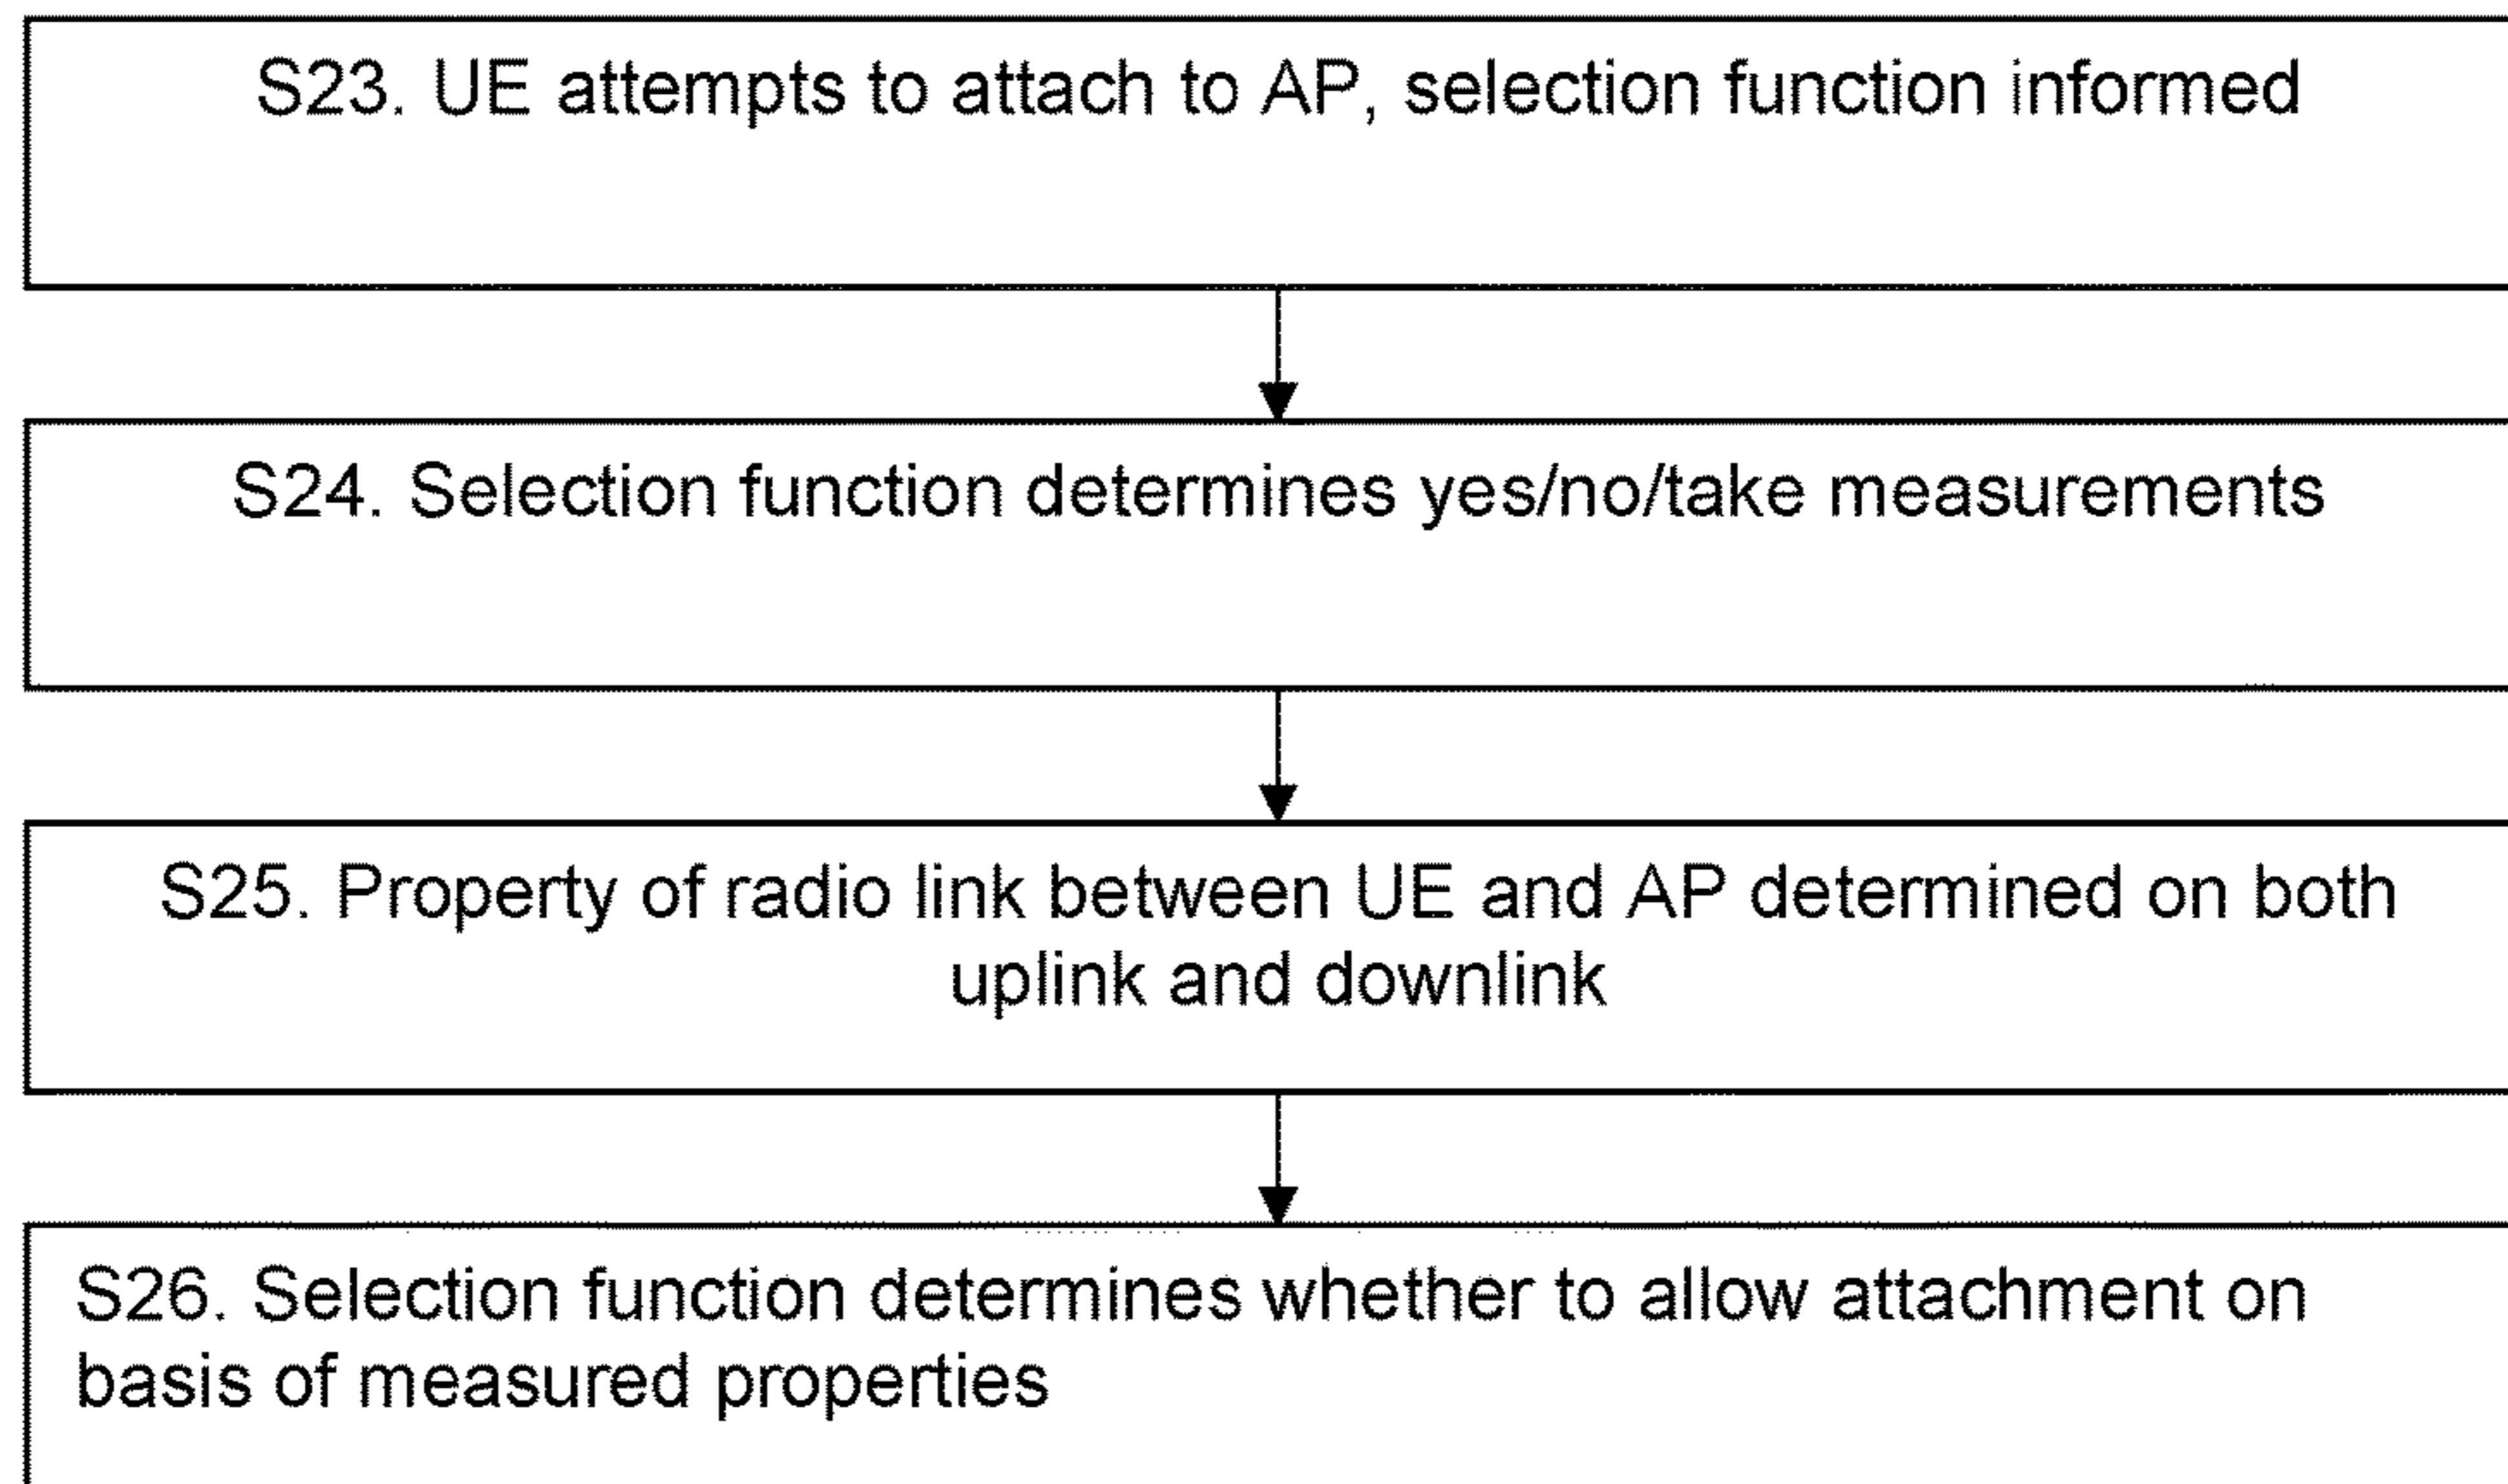 S23. UE attempts to attach to AP, selection function informed
S24. Selection function determines yes/no/take measurements
S25. Property of radio link between UE and AP determined on both
uplink and downlink
S26. Selection function determines whether to allow attachment on
basis of measured properties